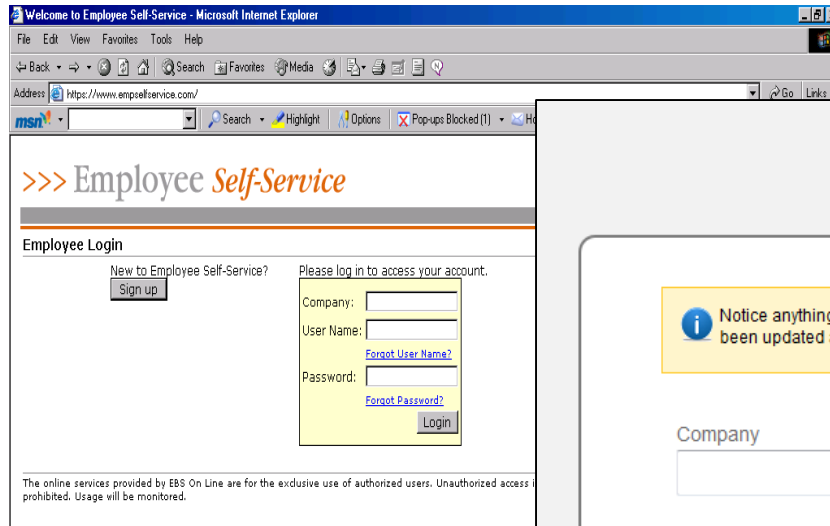 Welcome to Employee Self-Service - Microsoft Internet Explorer
File Edit View Favorites Tools Help
Back Search Favorites Media
Address https://www.empselfservice.com/ Go Links
msn Search Highlight Options Pop-ups Blocked (1) Ho
>>> Employee Self-Service
Employee Login
New to Employee Self-Service?
Sign up
Please log in to access your account.
Company:
User Name:
Forgot User Name?
Password:
Forgot Password?
Login
The online services provided by EBS On Line are for the exclusive use of authorized users. Unauthorized access i
prohibited. Usage will be monitored.
Notice anything
been updated
Company